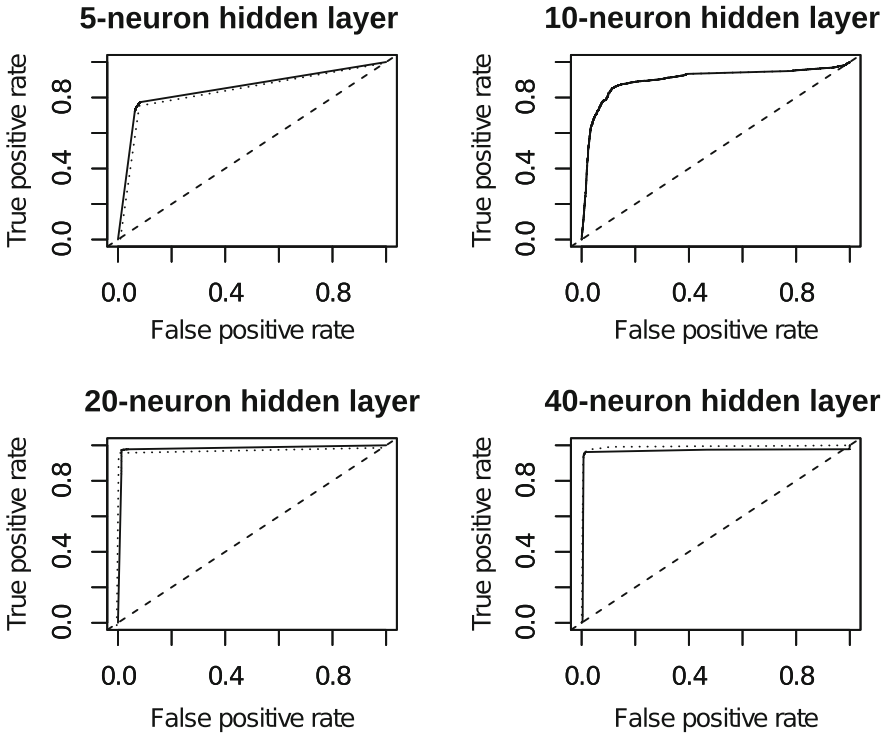 5-neuron hidden layer
True positive rate
0.0 0.4 0.8
0.0 0.4 0.8
False positive rate
10-neuron hidden layer
True positive rate
0.0 0.4 0.8
0.0 0.4 0.8
False positive rate
20-neuron hidden layer
True positive rate
0.0 0.4 0.8
0.0 0.4 0.8
False positive rate
40-neuron hidden layer
True positive rate
0.0 0.4 0.8
0.0 0.4 0.8
False positive rate